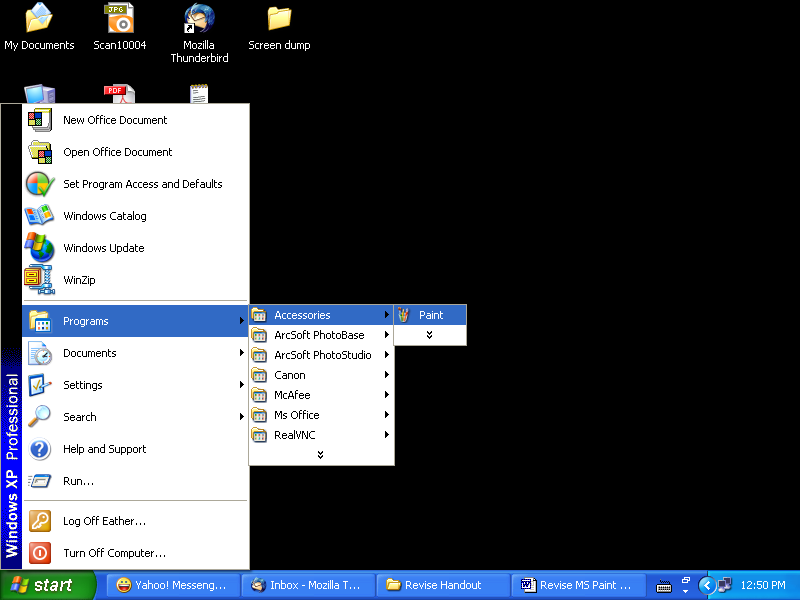 My Documents
Scan10004
Mozilla
Thunderbird
Screen dump
JPG
PDF
New Office Document
Open Office Document
Set Program Access and Defaults
Windows Catalog
Windows Update
WinZip
Programs
Documents
Settings
Search
Help and Support
Run...
Log Off Eather...
Turn Off Computer...
Windows XP Professional
Accessories
ArcSoft PhotoBase
ArcSoft PhotoStudio
Canon
McAfee
Ms Office
RealVNC
Paint
start
Yahoo! Messeng...
Inbox - Mozilla T...
Revise Handout
Revise MS Paint ...
12:50 PM